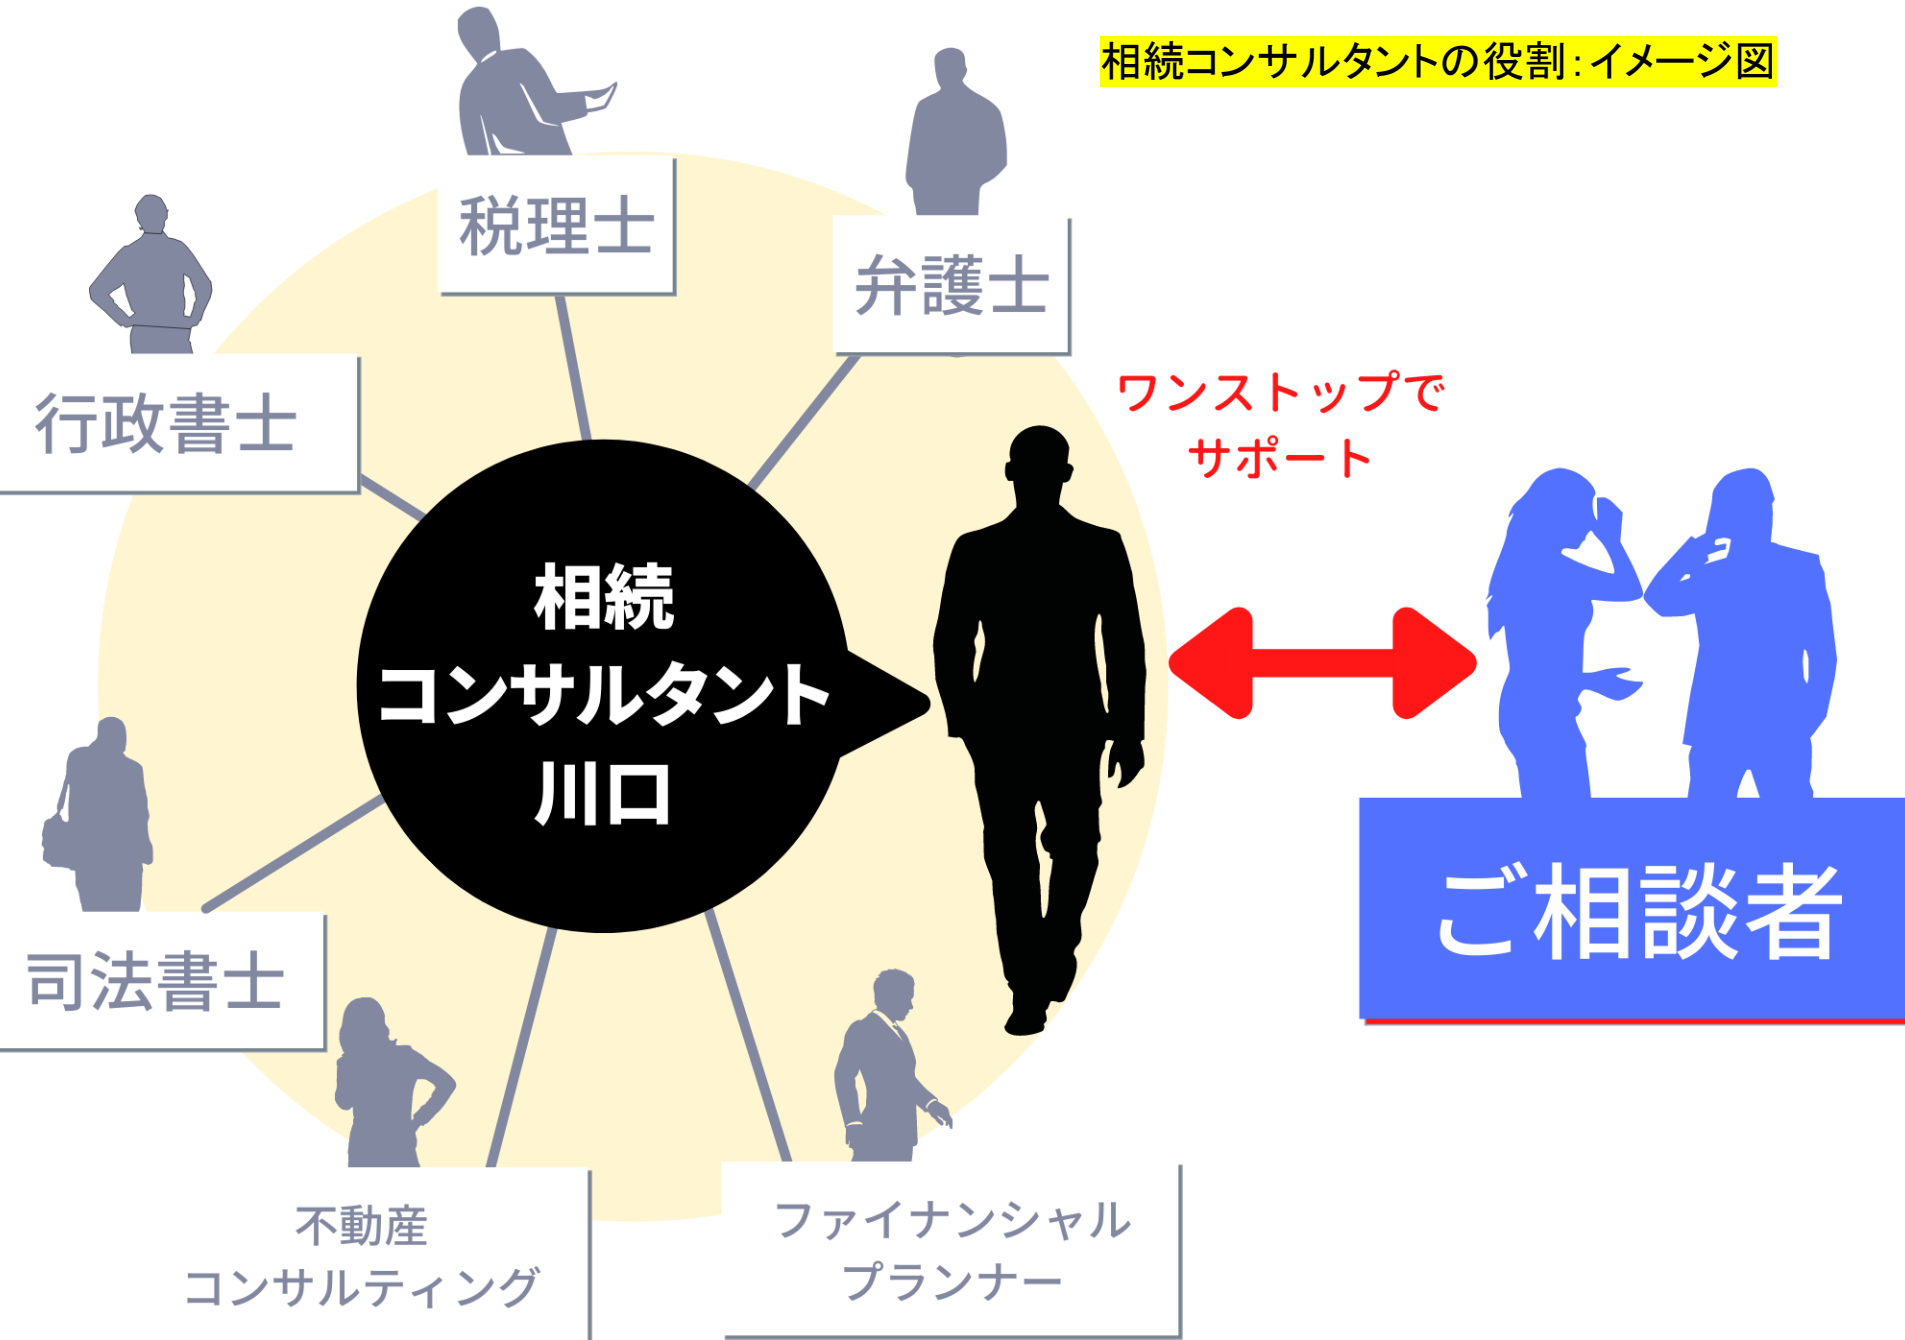 相続コンサルタントの役割：イメージ図
税理士
弁護士
行政書士
ワンストップで
サポート
相続
コンサルタント
川口
ご相談者
司法書士
不動産
コンサルティング
ファイナンシャル
プランナー